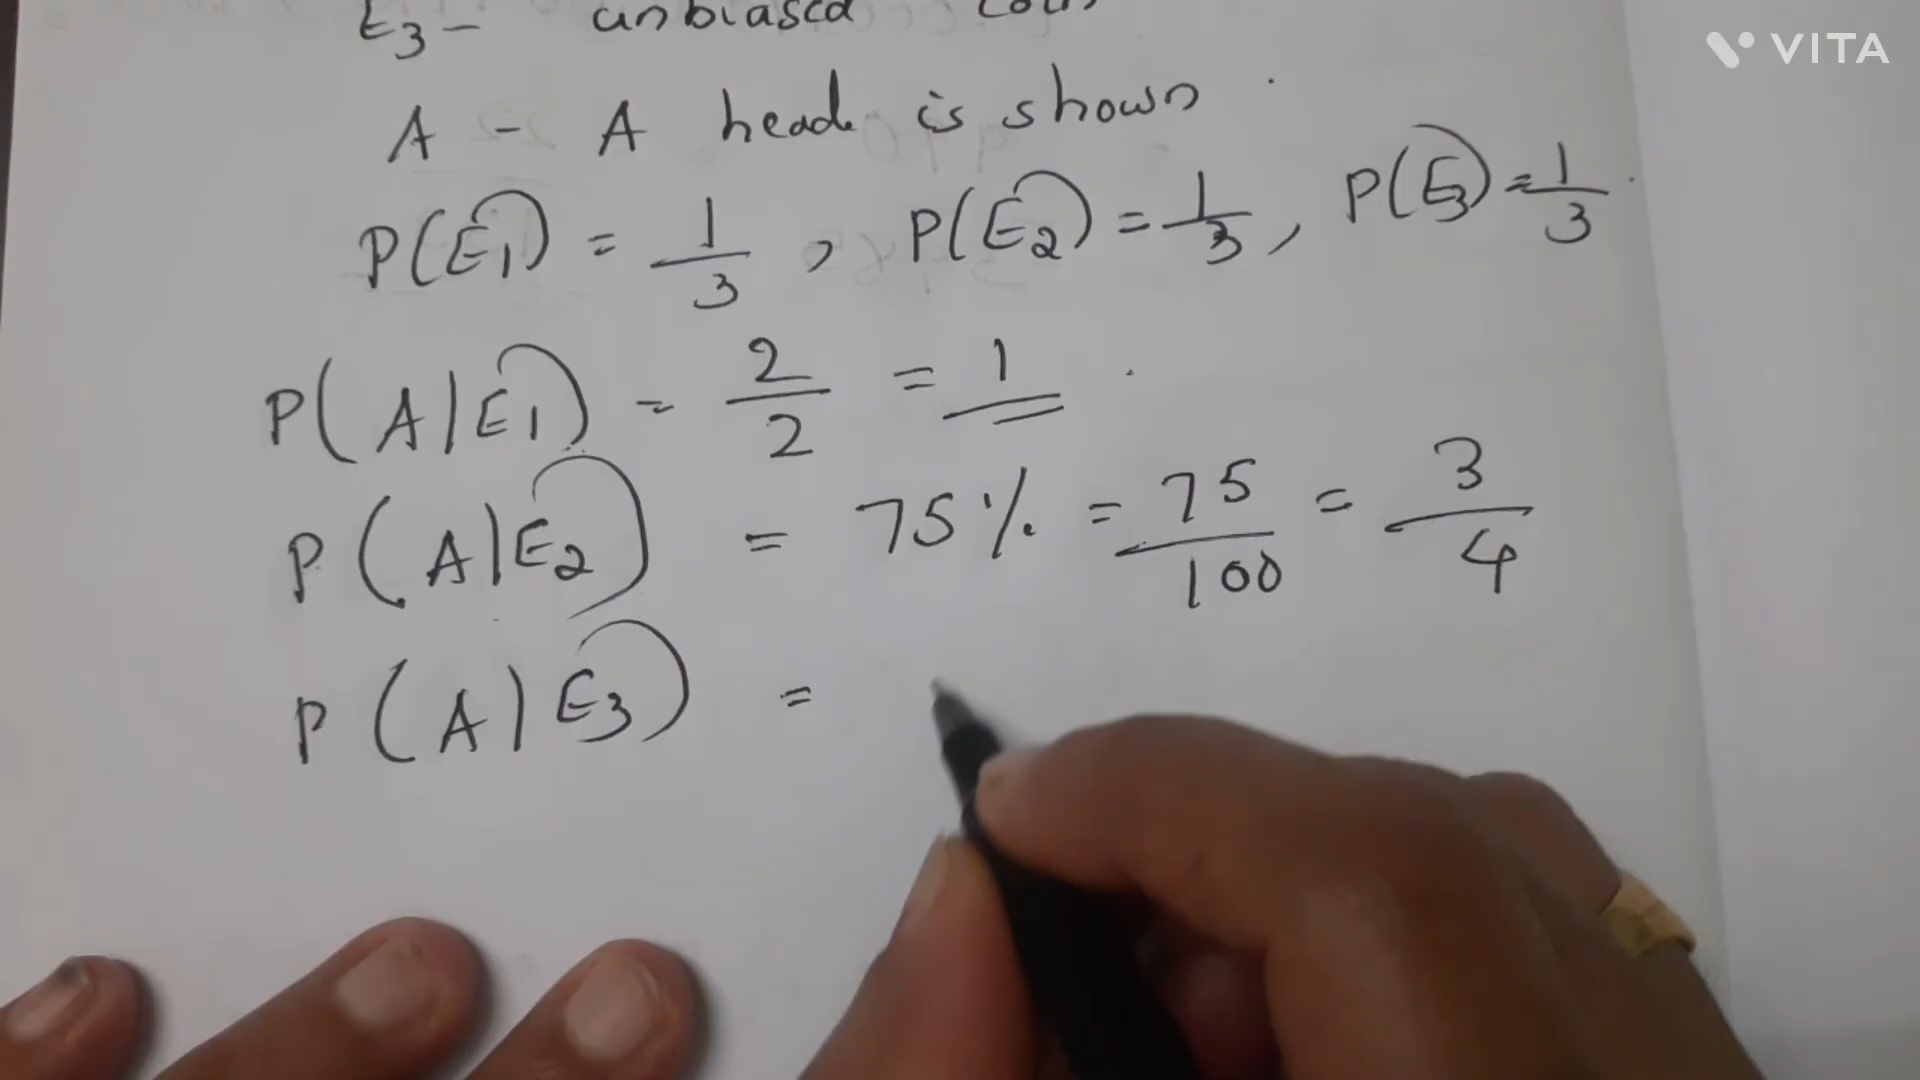 E3 - unbiased coin
VITA
A - A head is shown.
P(E1) = 1/3, P(E2) = 1/3, P(E3) = 1/3.
P(A|E1) = 2/2 = 1.
P(A|E2) = 75% = 75/100 = 3/4
P(A|E3) =